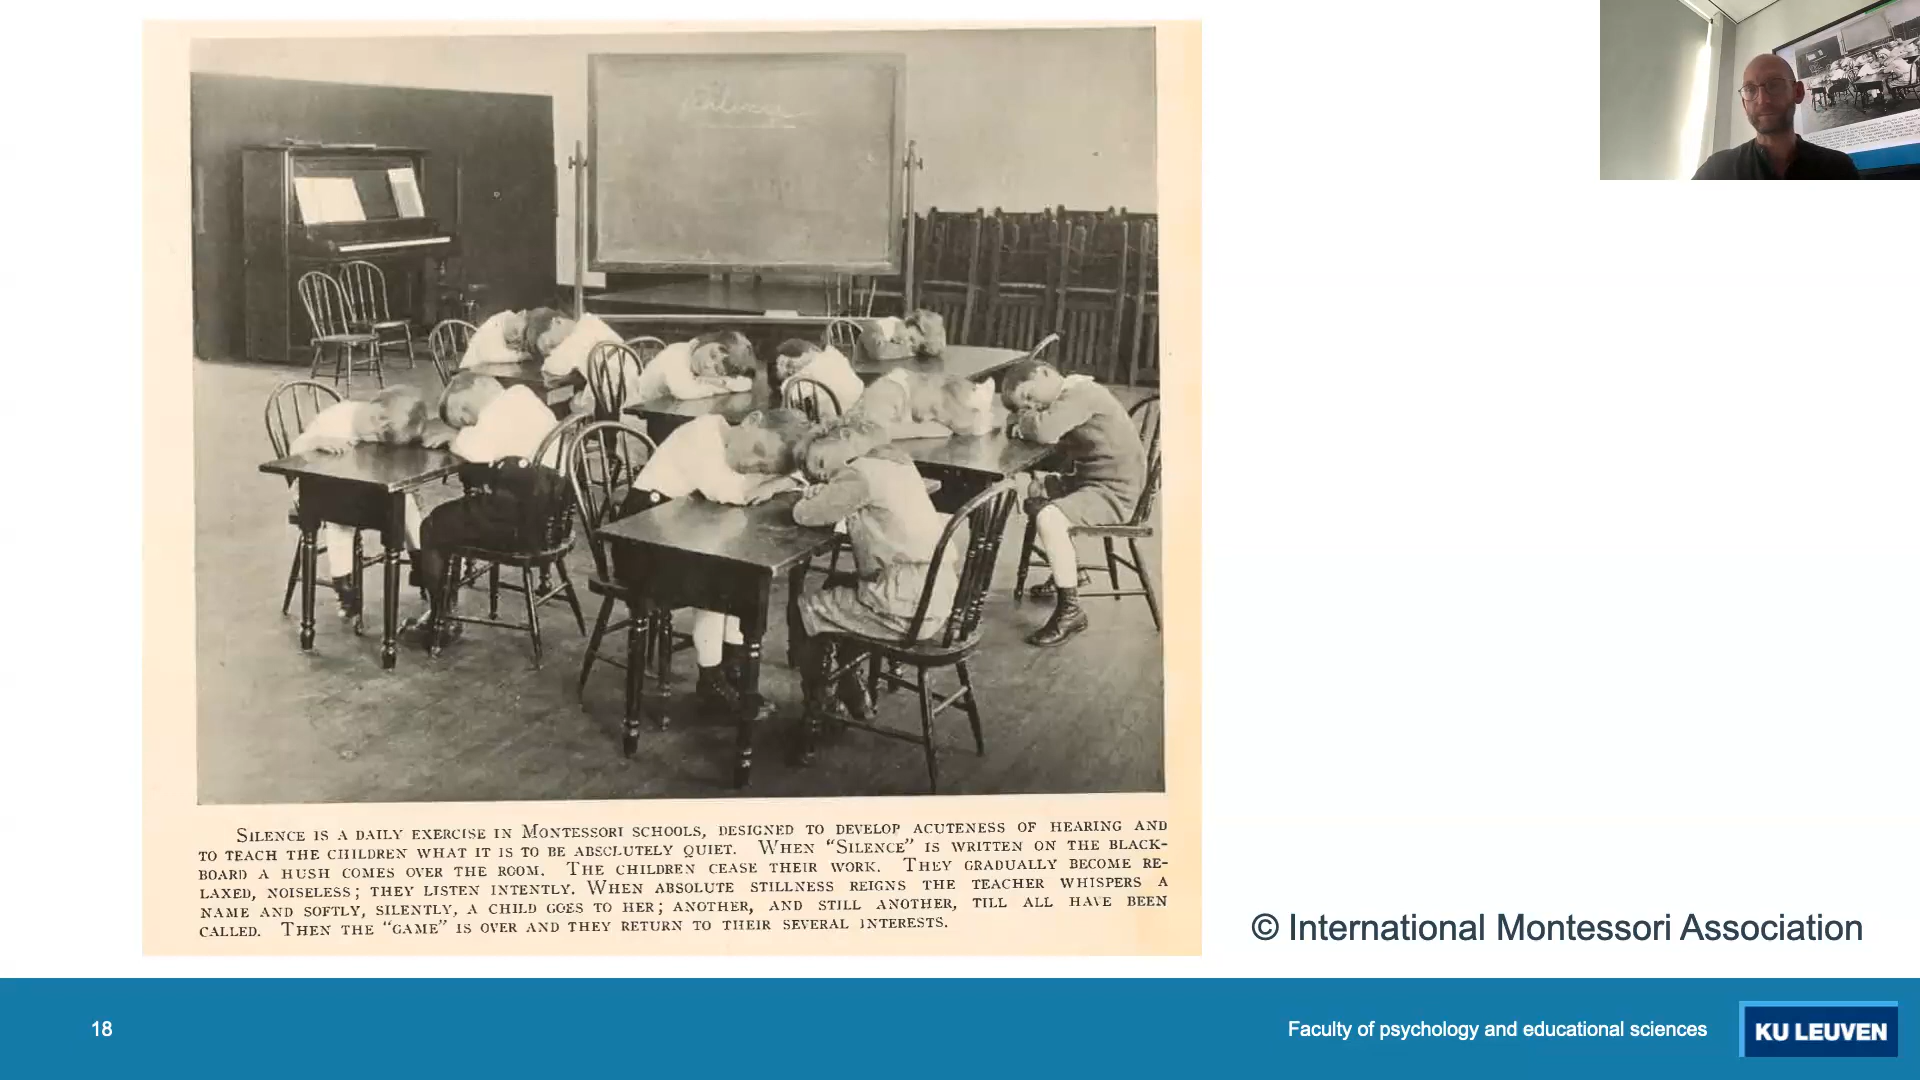 Silence
SILENCE IS A DAILY EXERCISE IN MONTESSORI SCHOOLS, DESIGNED TO DEVELOP ACUTENESS OF HEARING AND
TO TEACH THE CHILDREN WHAT IT IS TO BE ABSOLUTELY QUIET. WHEN "SILENCE" IS WRITTEN ON THE BLACK-
BOARD A HUSH COMES OVER THE ROOM. THE CHILDREN CEASE THEIR WORK. THEY GRADUALLY BECOME RE-
LAXED, NOISELESS; THEY LISTEN INTENTLY. WHEN ABSOLUTE STILLNESS REIGNS THE TEACHER WHISPERS A
NAME AND SOFTLY, SILENTLY, A CHILD GOES TO HER; ANOTHER, AND STILL ANOTHER, TILL ALL HAVE BEEN
CALLED. THEN THE "GAME" IS OVER AND THEY RETURN TO THEIR SEVERAL INTERESTS.
© International Montessori Association
18
Faculty of psychology and educational sciences
KU LEUVEN